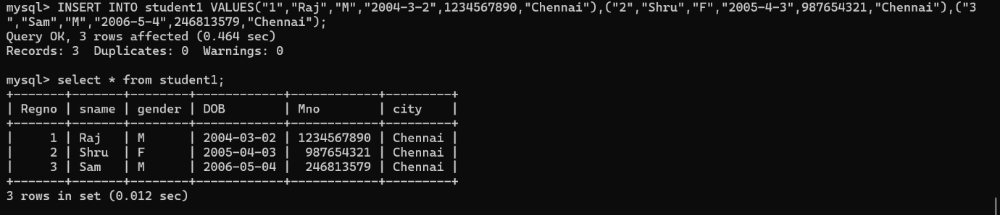 mysql> INSERT INTO student1 VALUES("1","Raj","M","2004-3-2",1234567890,"Chennai"),("2","Shru","F","2005-4-3",987654321,"Chennai"),("3
","Sam","M","2006-5-4",246813579,"Chennai");
Query OK, 3 rows affected (0.464 sec)
Records: 3  Duplicates: 0  Warnings: 0

mysql> select * from student1;
+-------+-------+--------+------------+------------+---------+
| Regno | sname | gender | DOB        | Mno        | city    |
+-------+-------+--------+------------+------------+---------+
|     1 | Raj   | M      | 2004-03-02 | 1234567890 | Chennai |
|     2 | Shru  | F      | 2005-04-03 |  987654321 | Chennai |
|     3 | Sam   | M      | 2006-05-04 |  246813579 | Chennai |
+-------+-------+--------+------------+------------+---------+
3 rows in set (0.012 sec)